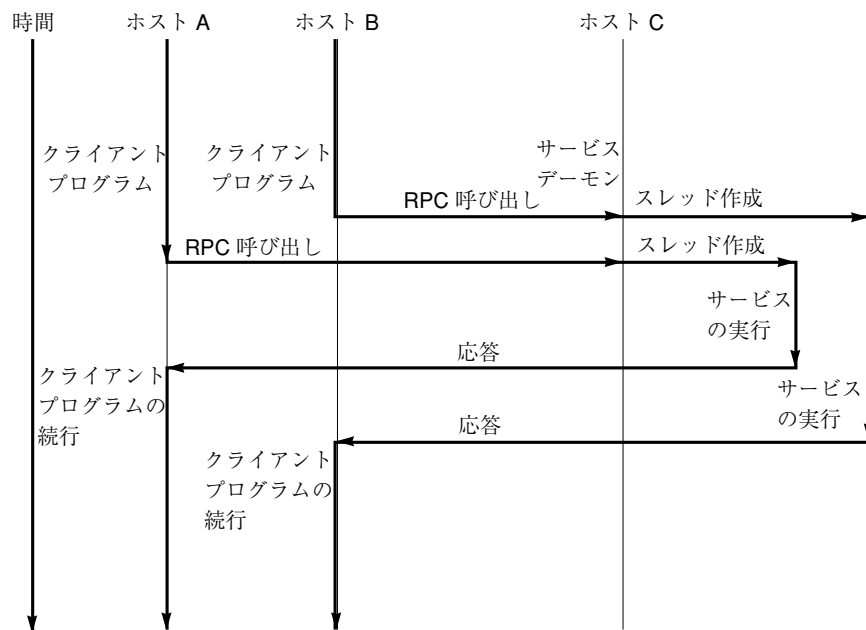 時間
ホスト A
ホスト B
ホスト C
クライアント
プログラム
クライアント
プログラム
サービス
デーモン
RPC 呼び出し
スレッド作成
RPC 呼び出し
スレッド作成
サービス
の実行
応答
クライアント
プログラムの
続行
サービス
の実行
応答
クライアント
プログラムの
続行